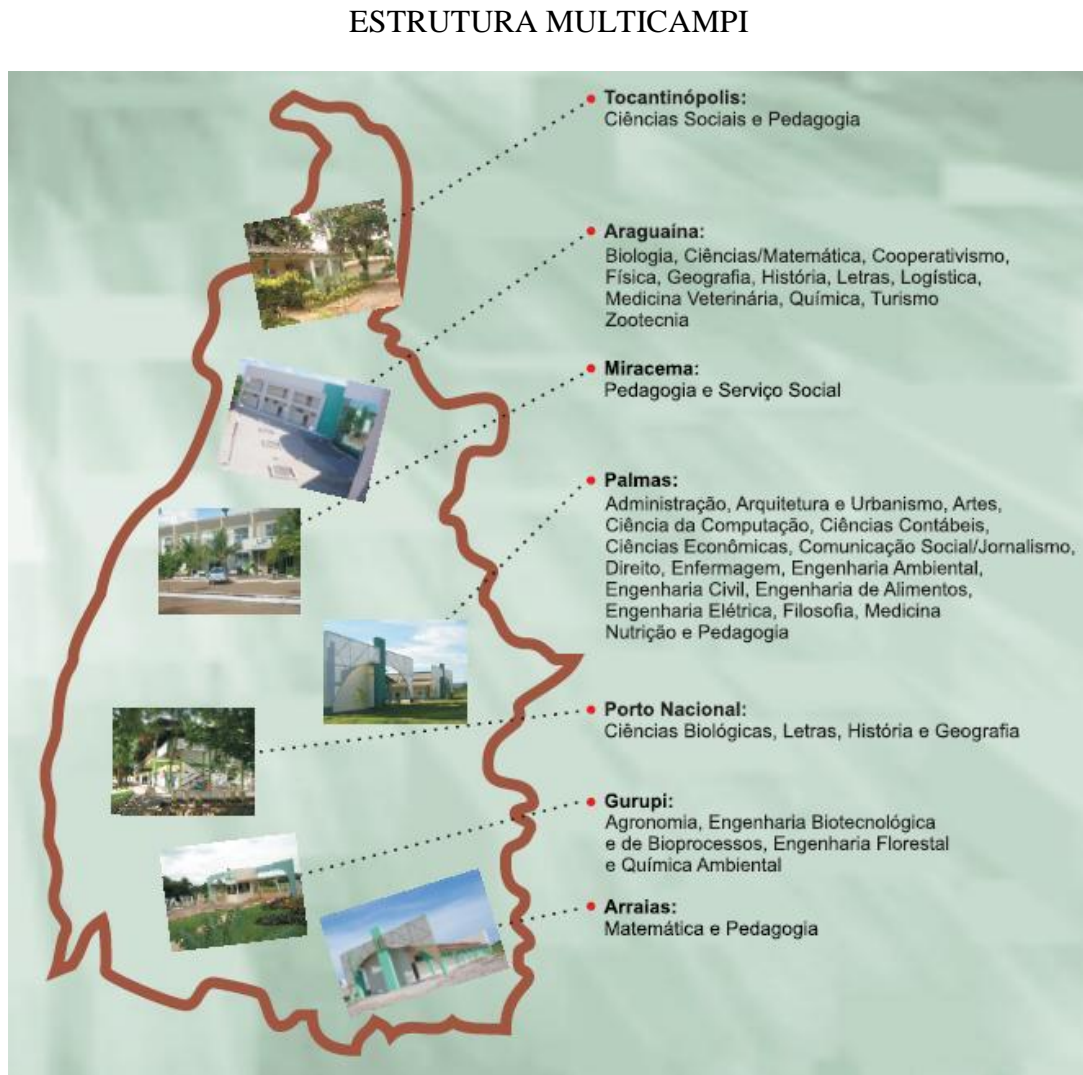 ESTRUTURA MULTICAMPI
Tocantinópolis:
Ciências Sociais e Pedagogia
Araguaína:
Biologia, Ciências/Matemática, Cooperativismo,
Física, Geografia, História, Letras, Logística,
Medicina Veterinária, Química, Turismo
Zootecnia
Miracema:
Pedagogia e Serviço Social
Palmas:
Administração, Arquitetura e Urbanismo, Artes,
Ciência da Computação, Ciências Contábeis,
Ciências Econômicas, Comunicação Social/Jornalismo,
Direito, Enfermagem, Engenharia Ambiental,
Engenharia Civil, Engenharia de Alimentos,
Engenharia Elétrica, Filosofia, Medicina
Nutrição e Pedagogia
Porto Nacional:
Ciências Biológicas, Letras, História e Geografia
Gurupi:
Agronomia, Engenharia Biotecnológica
e de Bioprocessos, Engenharia Florestal
e Química Ambiental
Arraias:
Matemática e Pedagogia